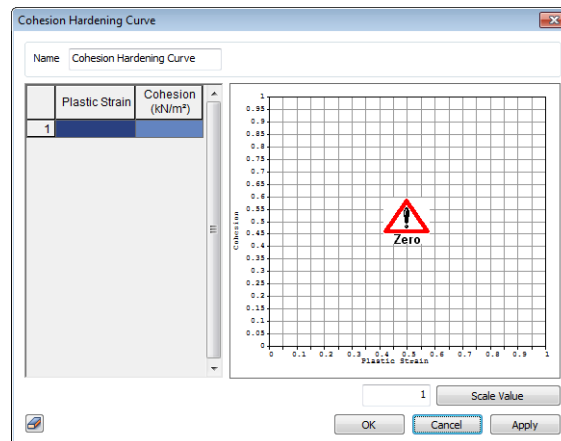 Cohesion Hardening Curve
Name Cohesion Hardening Curve
Plastic Strain Cohesion (kN/m²)
1
1
0.95
0.9
0.85
0.8
0.75
0.7
0.65
0.6
0.55
0.5
0.45
0.4
0.35
0.3
0.25
0.2
0.15
0.1
0.05
0
Cohesion
Zero
0 0.1 0.2 0.3 0.4 0.5 0.6 0.7 0.8 0.9 1
Plastic Strain
1 Scale Value
OK Cancel Apply